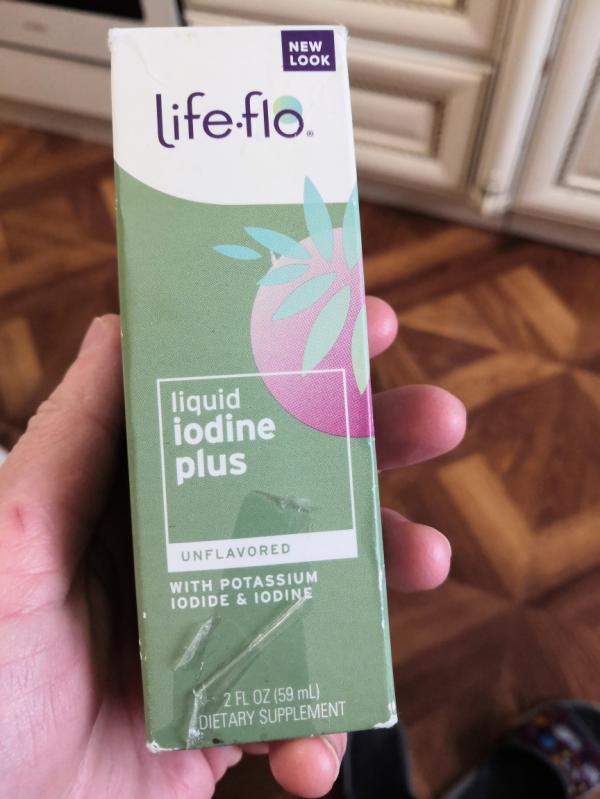 NEW
LOOK
life·flo®
liquid
iodine
plus
UNFLAVORED
WITH POTASSIUM
IODIDE & IODINE
2 FL OZ (59 mL)
DIETARY SUPPLEMENT